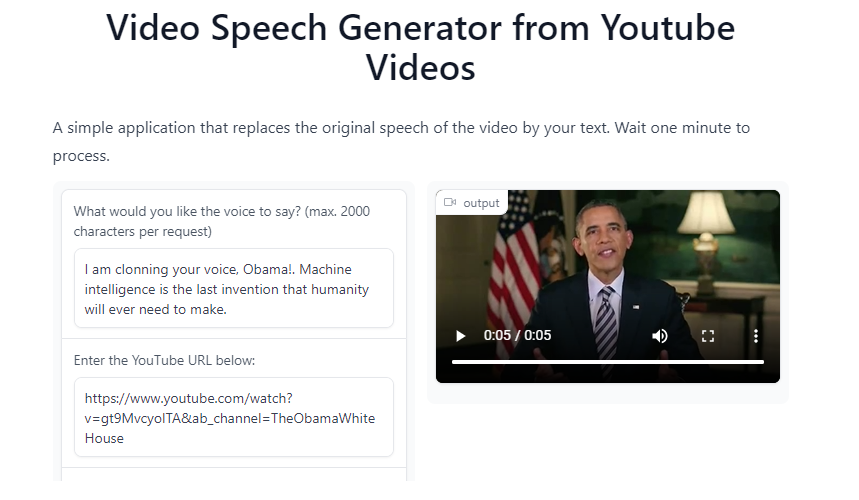 Video Speech Generator from Youtube
Videos
A simple application that replaces the original speech of the video by your text. Wait one minute to
process.
What would you like the voice to say? (max. 2000
characters per request)
I am clonning your voice, Obama!. Machine
intelligence is the last invention that humanity
will ever need to make.
Enter the YouTube URL below:
https://www.youtube.com/watch?
v=gt9MvcyolTA&ab_channel=TheObamaWhite
House
output
0:05 / 0:05